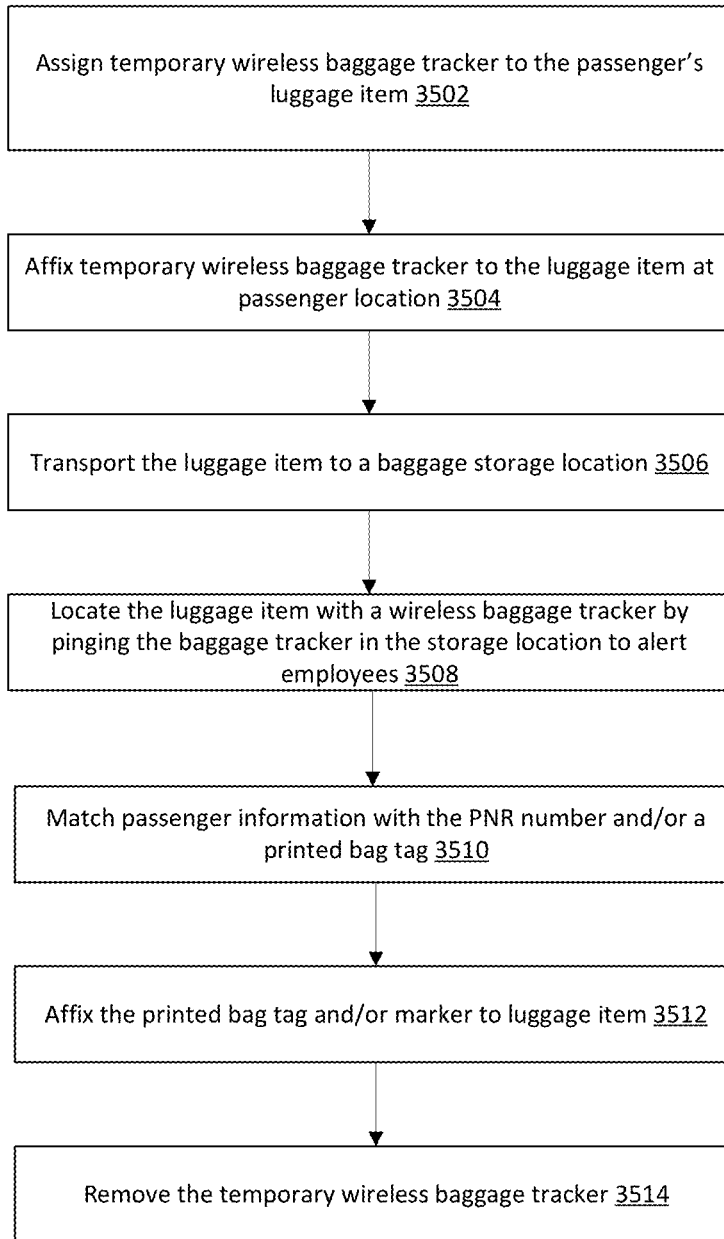 Assign temporary wireless baggage tracker to the passenger's
luggage item 3502
Affix temporary wireless baggage tracker to the luggage item at
passenger location 3504
Transport the luggage item to a baggage storage location 3506
Locate the luggage item with a wireless baggage tracker by
pinging the baggage tracker in the storage location to alert
employees 3508
Match passenger information with the PNR number and/or a
printed bag tag 3510
Affix the printed bag tag and/or marker to luggage item 3512
Remove the temporary wireless baggage tracker 3514